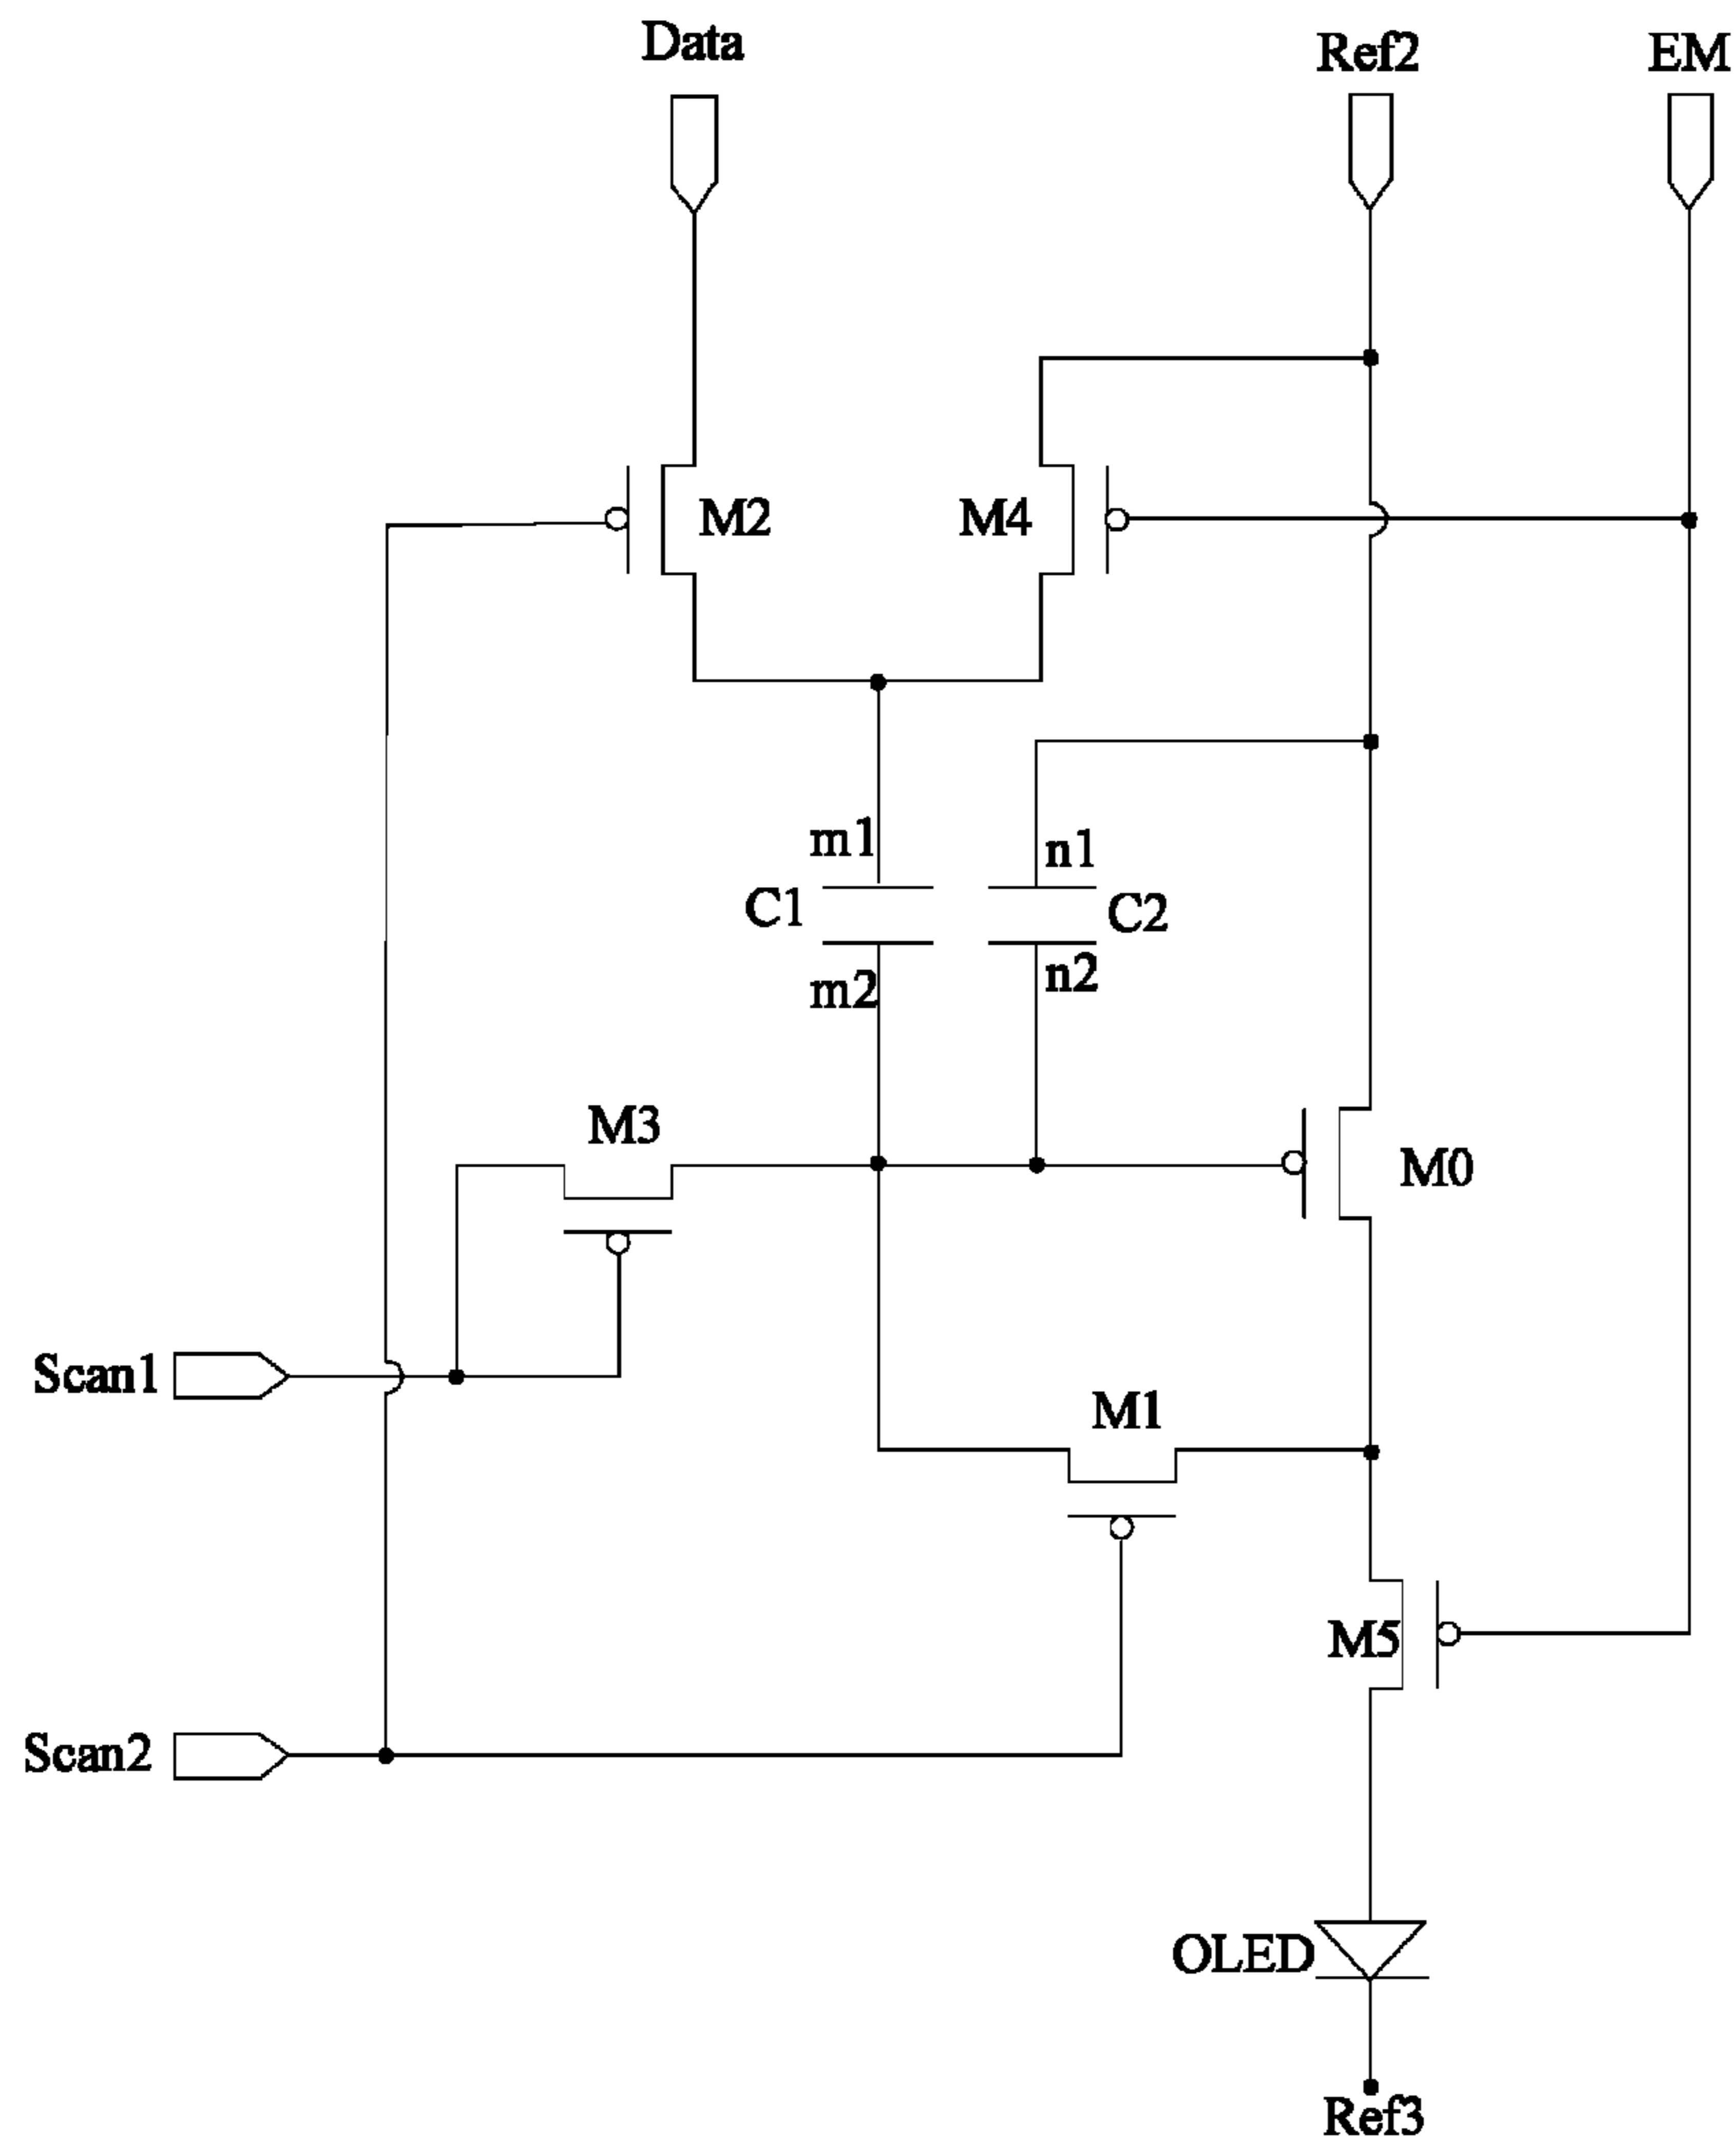 Data
Ref2
EM
M2
M4
m1
n1
C1
C2
m2
n2
M3
M0
Scan1
M1
M5
Scan2
OLED
Ref3